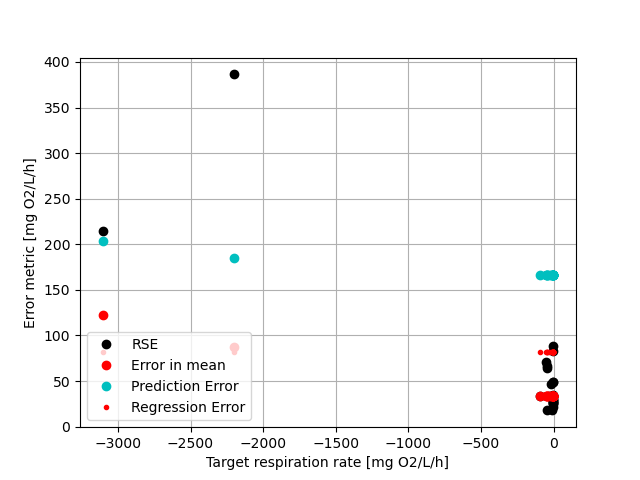 400
350
300
250
200
150
100
50
0
Error metric [mg O2/L/h]
RSE
Error in mean
Prediction Error
Regression Error
−3000 −2500 −2000 −1500 −1000 −500 0
Target respiration rate [mg O2/L/h]